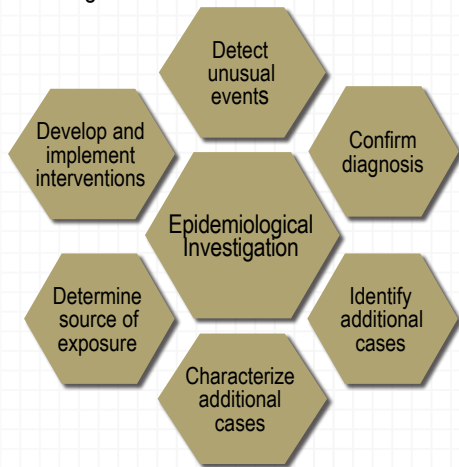 Detect
unusual
events
Confirm
diagnosis
Identify
additional
cases
Characterize
additional
cases
Determine
source of
exposure
Develop and
implement
interventions
Epidemiological
Investigation